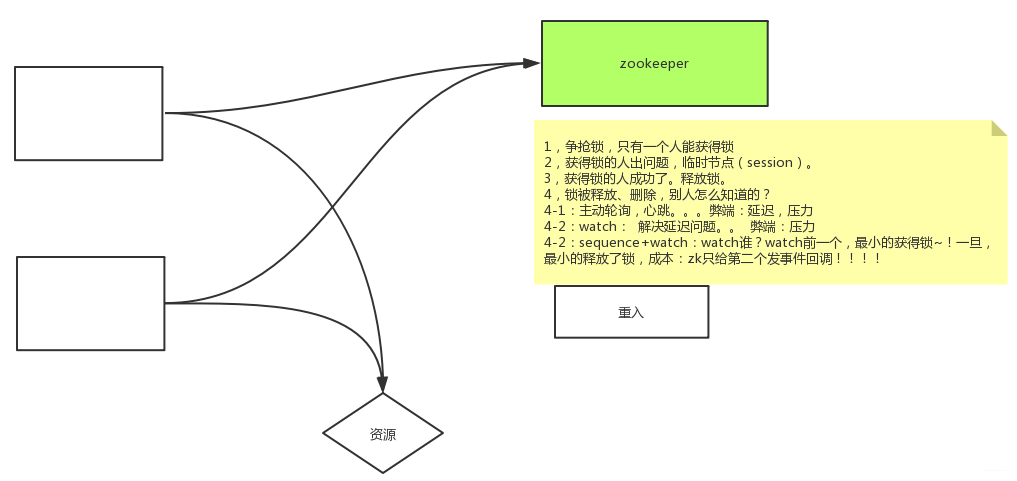 zookeeper
1，争抢锁，只有一个人能获得锁
2，获得锁的人出问题，临时节点（session）。
3，获得锁的人成功了。释放锁。
4，锁被释放、删除，别人怎么知道的？
4-1：主动轮询，心跳。。。弊端：延迟，压力
4-2：watch： 解决延迟问题。。 弊端：压力
4-2：sequence+watch：watch谁？watch前一个，最小的获得锁~！一旦，
最小的释放了锁，成本：zk只给第二个发事件回调！！！！
重入
资源